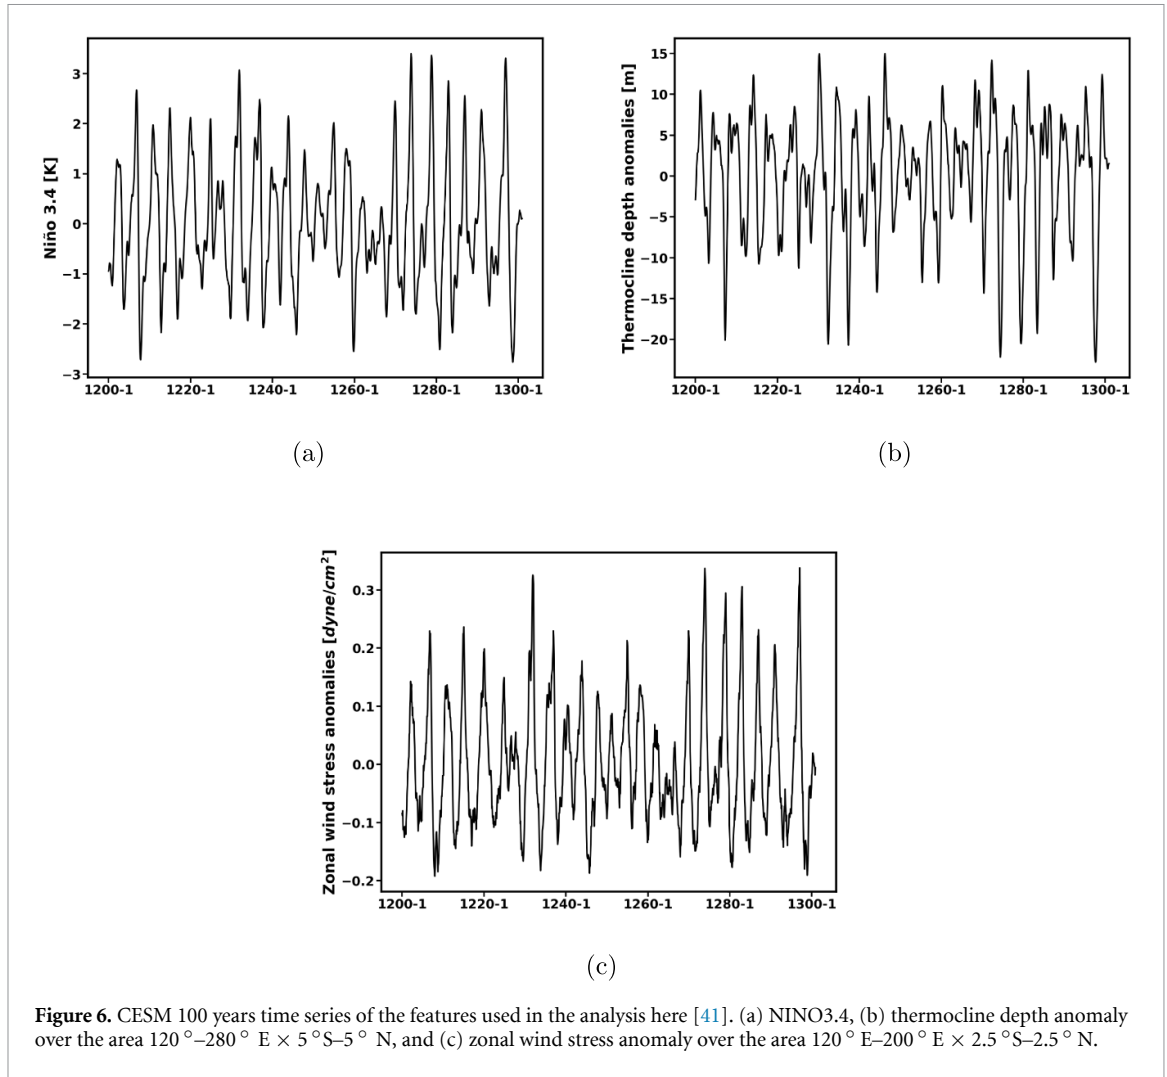 Niño 3.4 [K]
3
2
1
0
−1
−2
−3
1200-1 1220-1 1240-1 1260-1 1280-1 1300-1
(a)
Thermocline depth anomalies [m]
15
10
5
0
−5
−10
−15
−20
1200-1 1220-1 1240-1 1260-1 1280-1 1300-1
(b)
Zonal wind stress anomalies [dyne/cm²]
0.3
0.2
0.1
0.0
−0.1
−0.2
1200-1 1220-1 1240-1 1260-1 1280-1 1300-1
(c)
Figure 6. CESM 100 years time series of the features used in the analysis here [41]. (a) NINO3.4, (b) thermocline depth anomaly
over the area 120 °–280 ° E × 5 °S–5 ° N, and (c) zonal wind stress anomaly over the area 120 ° E–200 ° E × 2.5 °S–2.5 ° N.